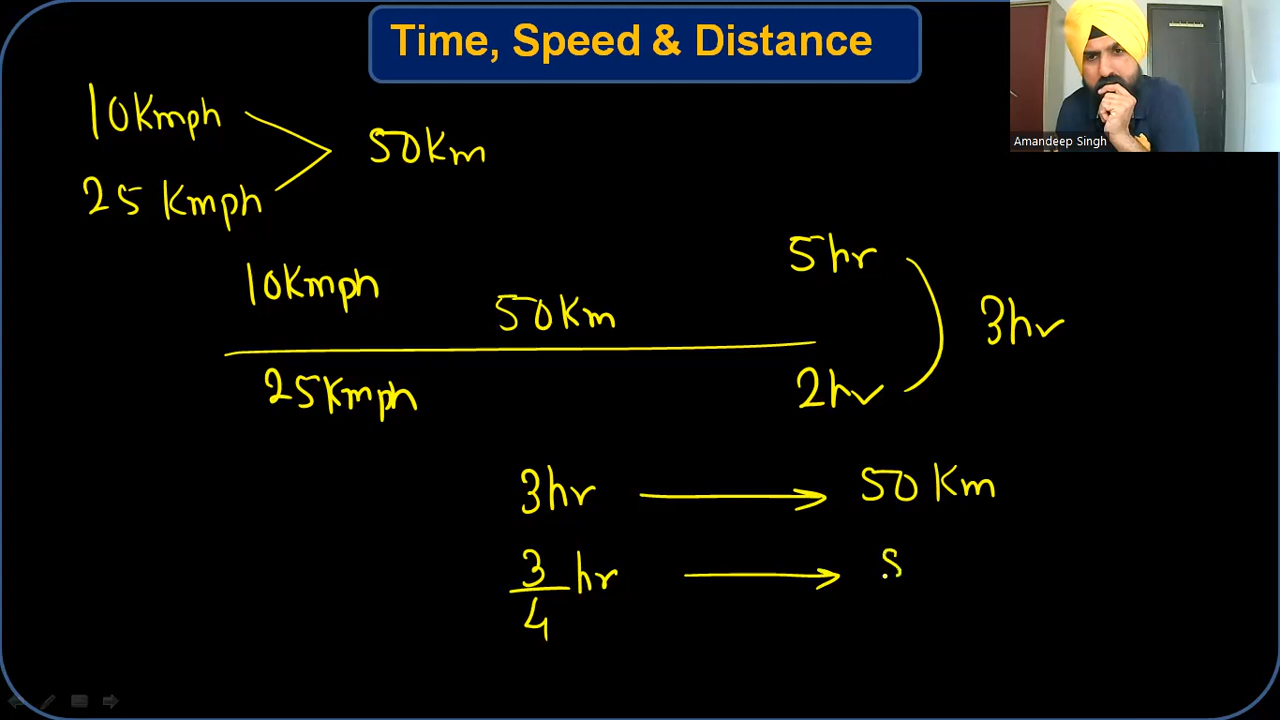 Time, Speed & Distance
Amandeep Singh
10Kmph
50Km
25 Kmph
5hr
10Kmph
50Km
3hr
25Kmph
2hr
3hr → 50 Km
3/4 hr →